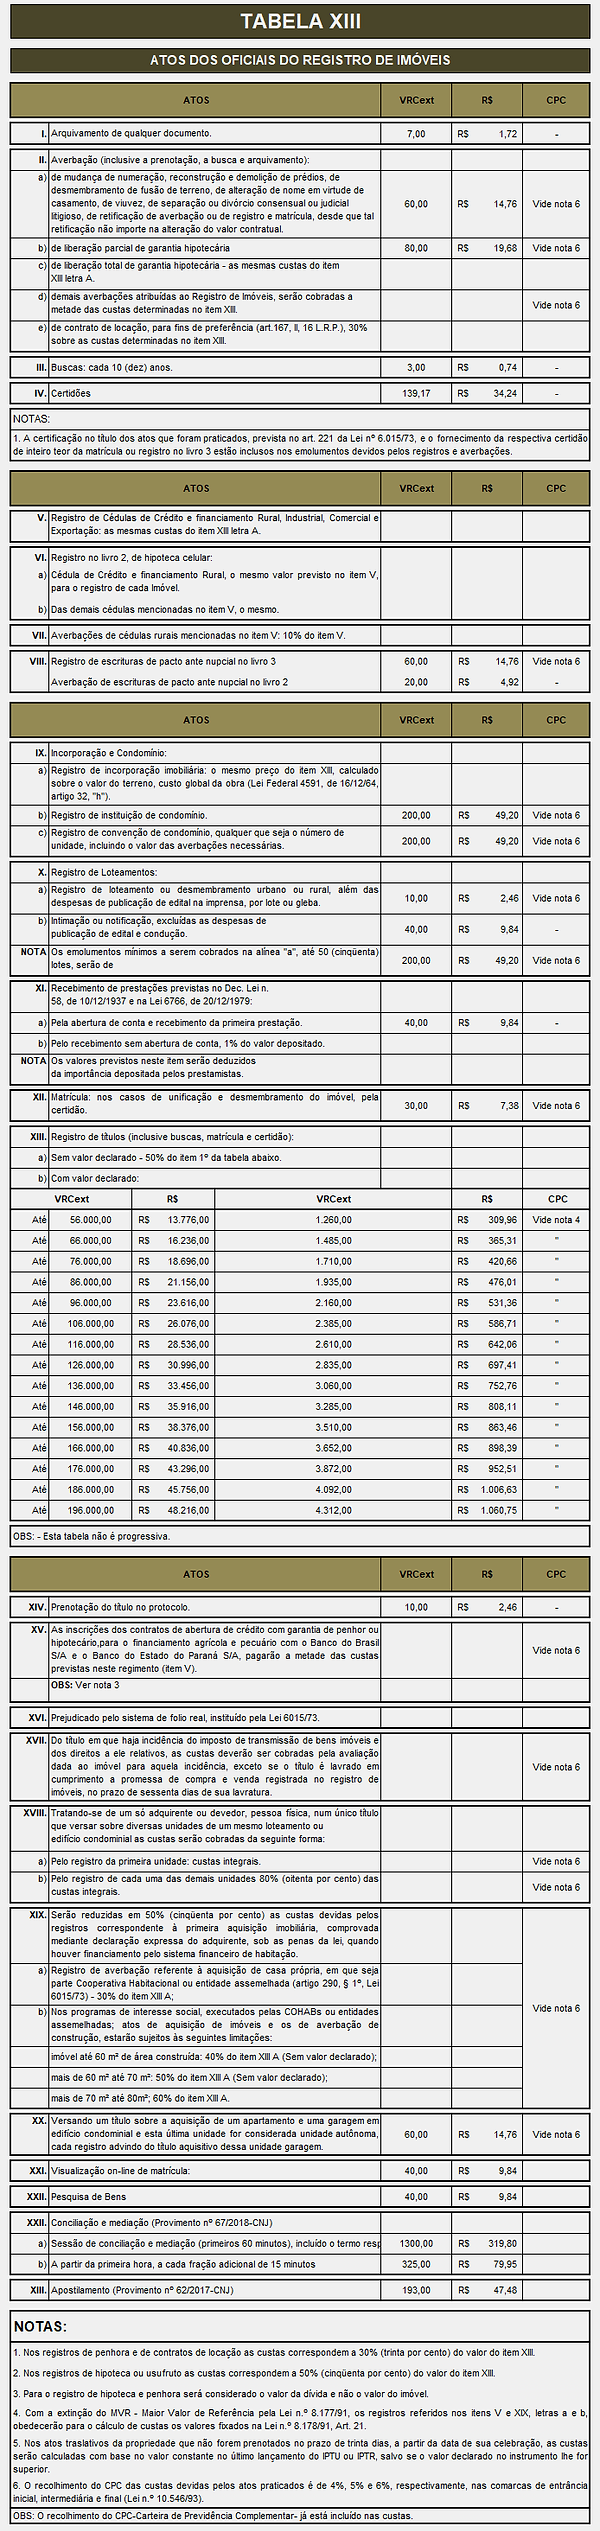 TABELA XIII
ATOS DOS OFICIAIS DO REGISTRO DE IMÓVEIS
ATOS VRCext R$ CPC
I. Arquivamento de qualquer documento. 7,00 R$ 1,72 -
II. Averbação (inclusive a prenotação, a busca e arquivamento):
a) de mudança de numeração, reconstrução e demolição de prédios, de
desmembramento de fusão de terreno, de alteração de nome em virtude de
casamento, de viuvez, de separação ou divórcio consensual ou judicial
litigioso, de retificação de averbação ou de registro e matrícula, desde que tal
retificação não importe na alteração do valor contratual.
60,00 R$ 14,76 Vide nota 6
b) de liberação parcial de garantia hipotecária 80,00 R$ 19,68 Vide nota 6
c) de liberação total de garantia hipotecária - as mesmas custas do item
XIII letra A.
d) demais averbações atribuídas ao Registro de Imóveis, serão cobradas a
metade das custas determinadas no item XIII.
Vide nota 6
e) de contrato de locação, para fins de preferência (art.167, II, 16 L.R.P.), 30%
sobre as custas determinadas no item XIII.
III. Buscas: cada 10 (dez) anos. 3,00 R$ 0,74 -
IV. Certidões 139,17 R$ 34,24 -
NOTAS:
1. A certificação no título dos atos que foram praticados, prevista no art. 221 da Lei nº 6.015/73, e o fornecimento da respectiva certidão
de inteiro teor da matrícula ou registro no livro 3 estão inclusos nos emolumentos devidos pelos registros e averbações.
ATOS VRCext R$ CPC
V. Registro de Cédulas de Crédito e financiamento Rural, Industrial, Comercial e
Exportação: as mesmas custas do item XIII letra A.
VI. Registro no livro 2, de hipoteca celular:
a) Cédula de Crédito e financiamento Rural, o mesmo valor previsto no item V,
para o registro de cada Imóvel.
b) Das demais cédulas mencionadas no item V, o mesmo.
VII. Averbações de cédulas rurais mencionadas no item V: 10% do item V.
VIII. Registro de escrituras de pacto ante nupcial no livro 3 60,00 R$ 14,76 Vide nota 6
Averbação de escrituras de pacto ante nupcial no livro 2 20,00 R$ 4,92 -
ATOS VRCext R$ CPC
IX. Incorporação e Condomínio:
a) Registro de incorporação imobiliária: o mesmo preço do item XIII, calculado
sobre o valor do terreno, custo global da obra (Lei Federal 4591, de 16/12/64,
artigo 32, "h").
b) Registro de instituição de condomínio. 200,00 R$ 49,20 Vide nota 6
c) Registro de convenção de condomínio, qualquer que seja o número de
unidade, incluindo o valor das averbações necessárias.
200,00 R$ 49,20 Vide nota 6
X. Registro de Loteamentos:
a) Registro de loteamento ou desmembramento urbano ou rural, além das
despesas de publicação de edital na imprensa, por lote ou gleba.
10,00 R$ 2,46 Vide nota 6
b) Intimação ou notificação, excluídas as despesas de
publicação de edital e condução.
40,00 R$ 9,84 -
NOTA Os emolumentos mínimos a serem cobrados na alínea "a", até 50 (cinqüenta)
lotes, serão de
200,00 R$ 49,20 Vide nota 6
XI. Recebimento de prestações previstas no Dec. Lei n.
58, de 10/12/1937 e na Lei 6766, de 20/12/1979:
a) Pela abertura de conta e recebimento da primeira prestação. 40,00 R$ 9,84 -
b) Pelo recebimento sem abertura de conta, 1% do valor depositado.
NOTA Os valores previstos neste item serão deduzidos
da importância depositada pelos prestamistas.
XII. Matrícula: nos casos de unificação e desmembramento do imóvel, pela
certidão.
30,00 R$ 7,38 Vide nota 6
XIII. Registro de títulos (inclusive buscas, matrícula e certidão):
a) Sem valor declarado - 50% do item 1º da tabela abaixo.
b) Com valor declarado:
VRCext R$ VRCext R$ CPC
Até 56.000,00 R$ 13.776,00 1.260,00 R$ 309,96 Vide nota 4
Até 66.000,00 R$ 16.236,00 1.485,00 R$ 365,31 "
Até 76.000,00 R$ 18.696,00 1.710,00 R$ 420,66 "
Até 86.000,00 R$ 21.156,00 1.935,00 R$ 476,01 "
Até 96.000,00 R$ 23.616,00 2.160,00 R$ 531,36 "
Até 106.000,00 R$ 26.076,00 2.385,00 R$ 586,71 "
Até 116.000,00 R$ 28.536,00 2.610,00 R$ 642,06 "
Até 126.000,00 R$ 30.996,00 2.835,00 R$ 697,41 "
Até 136.000,00 R$ 33.456,00 3.060,00 R$ 752,76 "
Até 146.000,00 R$ 35.916,00 3.285,00 R$ 808,11 "
Até 156.000,00 R$ 38.376,00 3.510,00 R$ 863,46 "
Até 166.000,00 R$ 40.836,00 3.652,00 R$ 898,39 "
Até 176.000,00 R$ 43.296,00 3.872,00 R$ 952,51 "
Até 186.000,00 R$ 45.756,00 4.092,00 R$ 1.006,63 "
Até 196.000,00 R$ 48.216,00 4.312,00 R$ 1.060,75 "
OBS: - Esta tabela não é progressiva.
ATOS VRCext R$ CPC
XIV. Prenotação do título no protocolo. 10,00 R$ 2,46 -
XV. As inscrições dos contratos de abertura de crédito com garantia de penhor ou
hipotecário,para o financiamento agrícola e pecuário com o Banco do Brasil
S/A e o Banco do Estado do Paraná S/A, pagarão a metade das custas
previstas neste regimento (item V).
Vide nota 6
OBS: Ver nota 3
XVI. Prejudicado pelo sistema de folio real, instituído pela Lei 6015/73.
XVII. Do título em que haja incidência do imposto de transmissão de bens imóveis e
dos direitos a ele relativos, as custas deverão ser cobradas pela avaliação
dada ao imóvel para aquela incidência, exceto se o título é lavrado em
cumprimento a promessa de compra e venda registrada no registro de
imóveis, no prazo de sessenta dias de sua lavratura.
Vide nota 6
XVIII. Tratando-se de um só adquirente ou devedor, pessoa física, num único título
que versar sobre diversas unidades de um mesmo loteamento ou
edifício condominial as custas serão cobradas da seguinte forma:
a) Pelo registro da primeira unidade: custas integrais. Vide nota 6
b) Pelo registro de cada uma das demais unidades 80% (oitenta por cento) das
custas integrais.
Vide nota 6
XIX. Serão reduzidas em 50% (cinqüenta por cento) as custas devidas pelos
registros correspondente à primeira aquisição imobiliária, comprovada
mediante declaração expressa do adquirente, sob as penas da lei, quando
houver financiamento pelo sistema financeiro de habitação.
a) Registro de averbação referente à aquisição de casa própria, em que seja
parte Cooperativa Habitacional ou entidade assemelhada (artigo 290, § 1º, Lei
6015/73) - 30% do item XIII A;
Vide nota 6
b) Nos programas de interesse social, executados pelas COHABs ou entidades
assemelhadas; atos de aquisição de imóveis e os de averbação de
construção, estarão sujeitos às seguintes limitações:
imóvel até 60 m² de área construída: 40% do item XIII A (Sem valor declarado);
mais de 60 m² até 70 m²: 50% do item XIII A (Sem valor declarado);
mais de 70 m² até 80m²; 60% do item XIII A.
XX. Versando um título sobre a aquisição de um apartamento e uma garagem em
edifício condominial e esta última unidade for considerada unidade autônoma,
cada registro advindo do título aquisitivo dessa unidade garagem.
60,00 R$ 14,76 Vide nota 6
XXI. Visualização on-line de matrícula: 40,00 R$ 9,84
XXII. Pesquisa de Bens 40,00 R$ 9,84
XXII. Conciliação e mediação (Provimento nº 67/2018-CNJ)
a) Sessão de conciliação e mediação (primeiros 60 minutos), incluído o termo resp 1300,00 R$ 319,80
b) A partir da primeira hora, a cada fração adicional de 15 minutos 325,00 R$ 79,95
XIII. Apostilamento (Provimento nº 62/2017-CNJ) 193,00 R$ 47,48
NOTAS:
1. Nos registros de penhora e de contratos de locação as custas correspondem a 30% (trinta por cento) do valor do item XIII.
2. Nos registros de hipoteca ou usufruto as custas correspondem a 50% (cinqüenta por cento) do valor do item XIII.
3. Para o registro de hipoteca e penhora será considerado o valor da dívida e não o valor do imóvel.
4. Com a extinção do MVR - Maior Valor de Referência pela Lei n.º 8.177/91, os registros referidos nos itens V e XIX, letras a e b,
obedecerão para o cálculo de custas os valores fixados na Lei n.º 8.178/91, Art. 21.
5. Nos atos traslativos da propriedade que não forem prenotados no prazo de trinta dias, a partir da data de sua celebração, as custas
serão calculadas com base no valor constante no último lançamento do IPTU ou IPTR, salvo se o valor declarado no instrumento lhe for
superior.
6. O recolhimento do CPC das custas devidas pelos atos praticados é de 4%, 5% e 6%, respectivamente, nas comarcas de entrância
inicial, intermediária e final (Lei n.º 10.546/93).
OBS: O recolhimento do CPC-Carteira de Previdência Complementar- já está incluído nas custas.